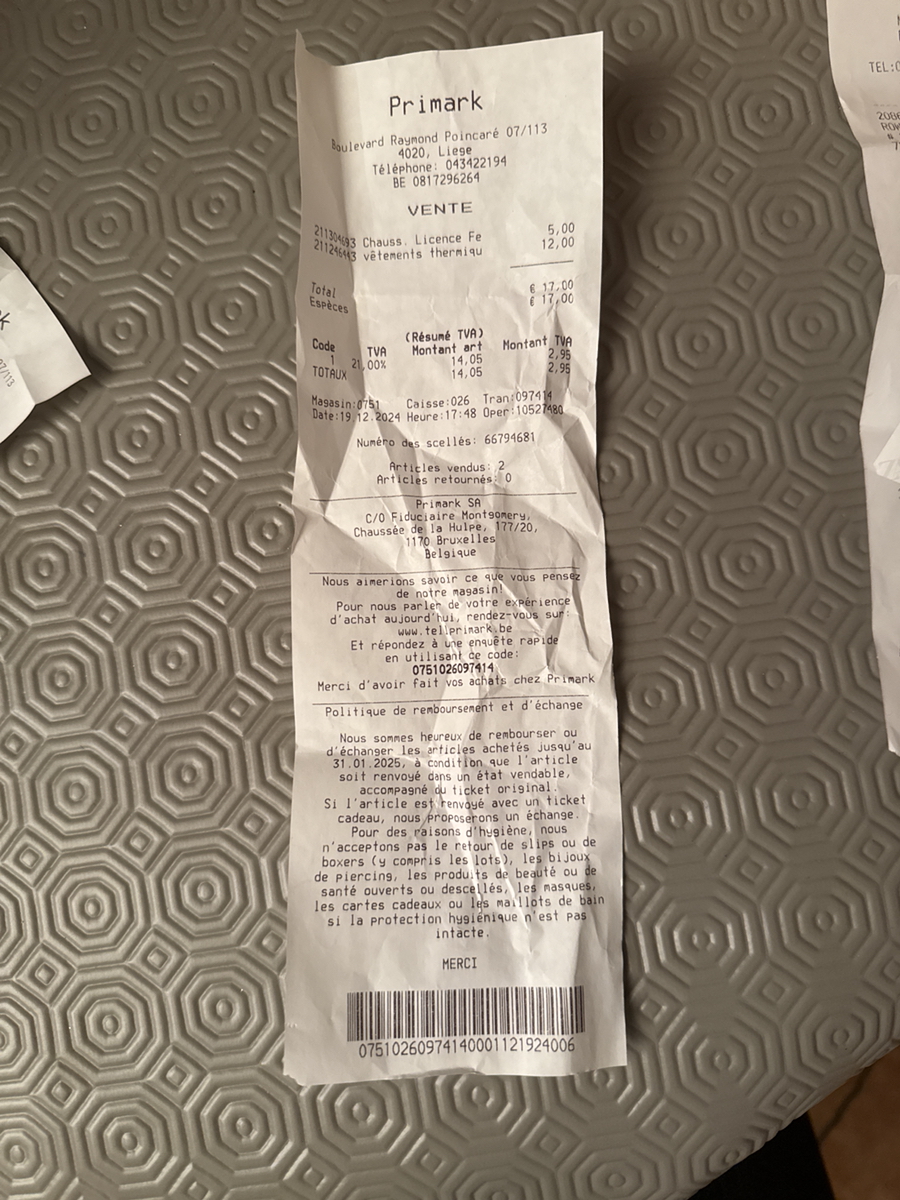 Primark
Boulevard Raymond Poincaré 07/113
4020, Liege
Téléphone: 043422194
BE 0817296264
VENTE
211304693 Chauss. Licence Fe 5,00
211246443 vêtements thermiqu 12,00
Total € 17,00
Espèces € 17,00
(Résumé TVA)
Code TVA Montant art Montant TVA
1 21,00% 14,05 2,95
TOTAUX 14,05 2,95
Magasin:0751 Caisse:026 Tran:097414
Date:19.12.2024 Heure:17:48 Oper:10527480
Numéro des scellés: 66794681
Articles vendus: 2
Articles retournés: 0
Primark SA
C/O Fiduciaire Montgomery,
Chaussée de la Hulpe, 177/20,
1170 Bruxelles
Belgique
Nous aimerions savoir ce que vous pensez
de notre magasin!
Pour nous parler de votre expérience
d'achat aujourd'hui, rendez-vous sur:
www.tellprimark.be
Et répondez à une enquête rapide
en utilisant ce code:
0751026097414
Merci d'avoir fait vos achats chez Primark
Politique de remboursement et d'échange
Nous sommes heureux de rembourser ou
d'échanger les articles achetés jusqu'au
31.01.2025, à condition que l'article
soit renvoyé dans un état vendable,
accompagné du ticket original.
Si l'article est renvoyé avec un ticket
cadeau, nous proposerons un échange.
Pour des raisons d'hygiène, nous
n'acceptons pas le retour de slips ou de
boxers (y compris les lots), les bijoux
de piercing, les produits de beauté ou de
santé ouverts ou descellés, les masques,
les cartes cadeaux ou les maillots de bain
si la protection hygiénique n'est pas
intacte.
MERCI
07510260974140001121924006
07/113
TEL:0